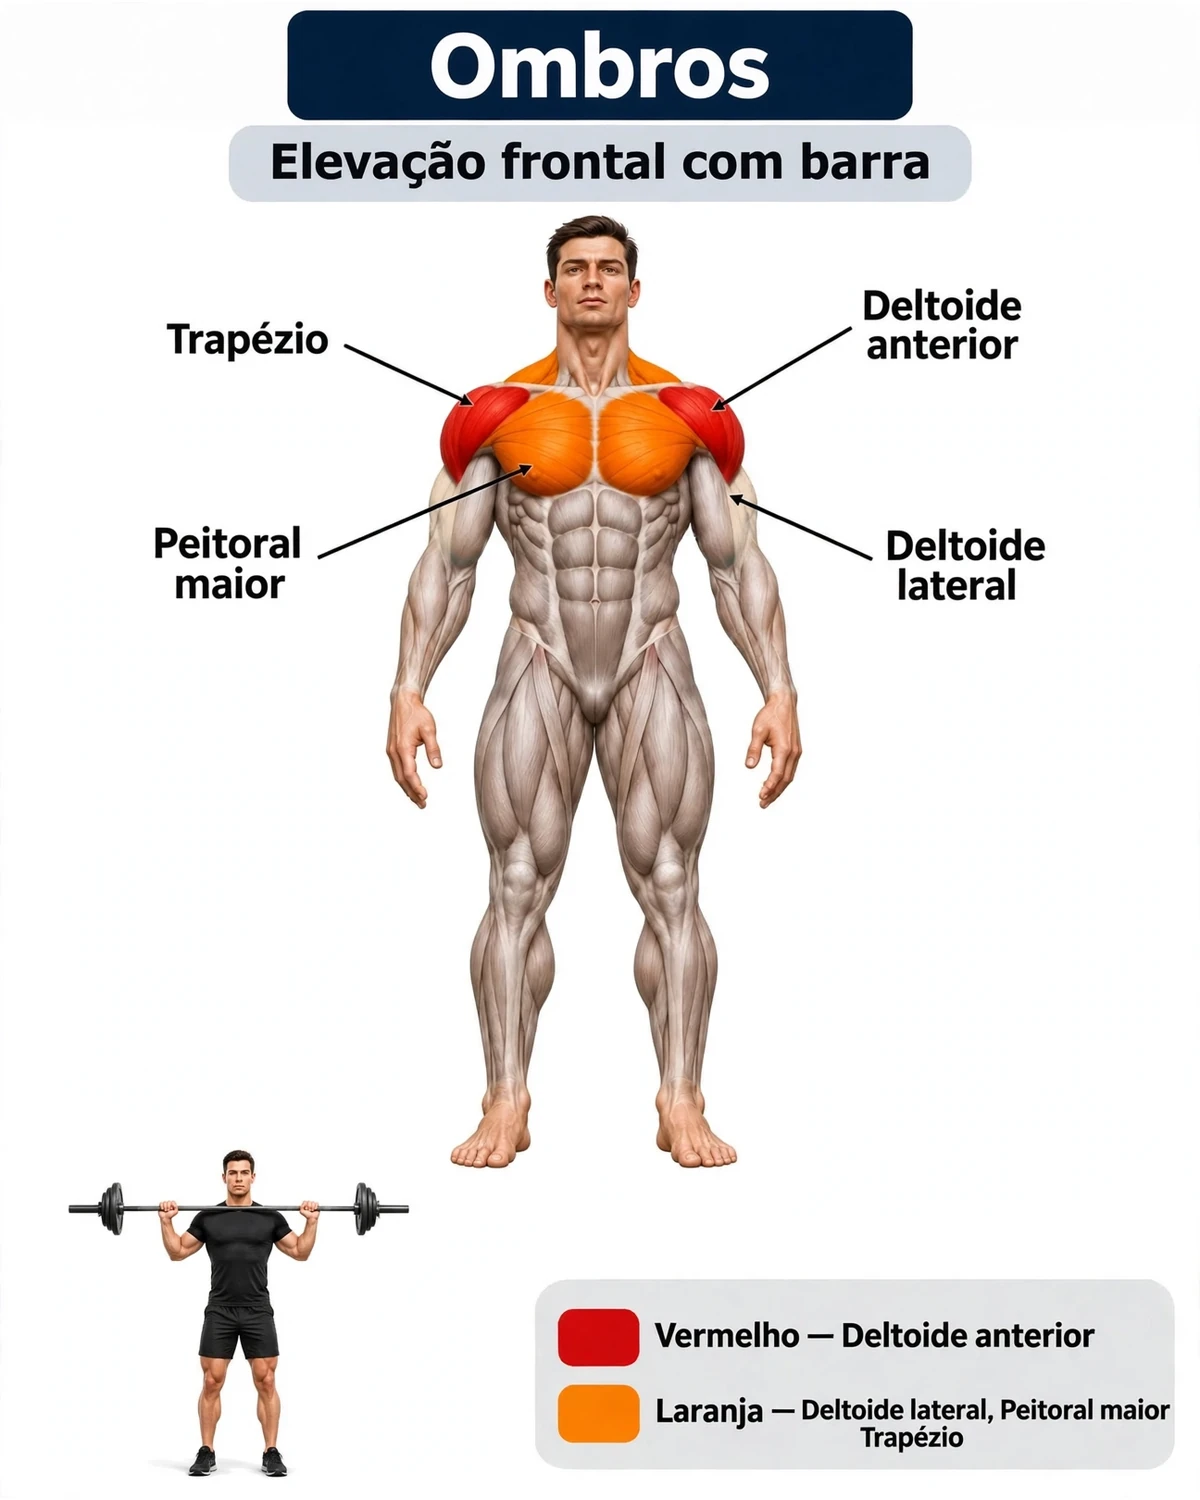 Ombros
Elevação frontal com barra
Trapézio
Deltoide
anterior
Peitoral
maior
Deltoide
lateral
Vermelho — Deltoide anterior
Laranja — Deltoide lateral, Peitoral maior
Trapézio